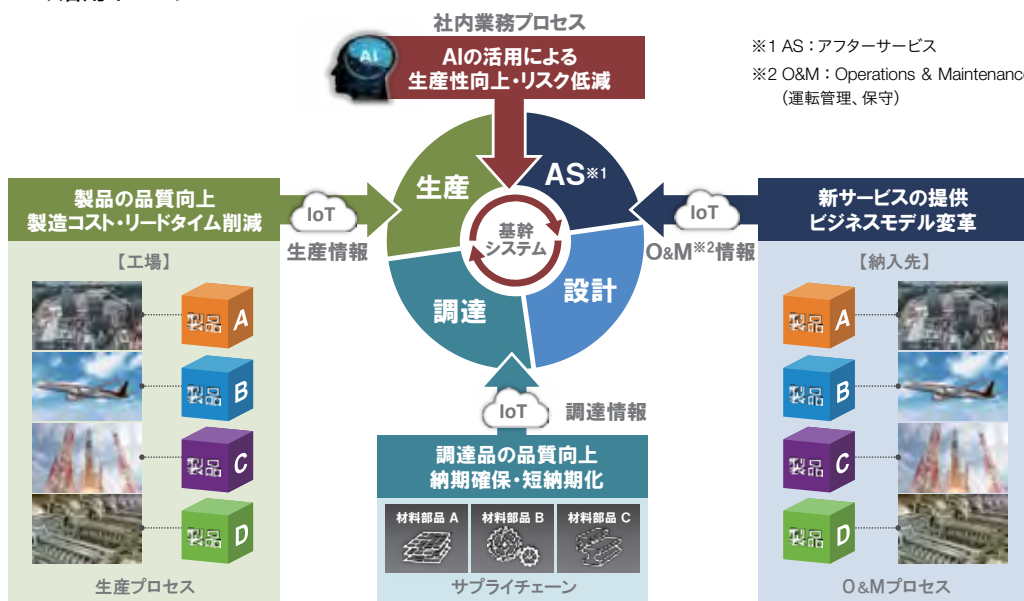 社内業務プロセス
AI
AIの活用による
生産性向上・リスク低減
※1 AS：アフターサービス
※2 O&M：Operations & Maintenance
（運転管理、保守）
製品の品質向上
製造コスト・リードタイム削減
IoT
生産情報
生産
AS※1
基幹
システム
調達
設計
IoT
O&M※2情報
新サービスの提供
ビジネスモデル変革
【工場】
製品 A
製品 B
製品 C
製品 D
生産プロセス
IoT
調達情報
調達品の品質向上
納期確保・短納期化
材料部品 A
材料部品 B
材料部品 C
サプライチェーン
【納入先】
製品 A
製品 B
製品 C
製品 D
O&Mプロセス